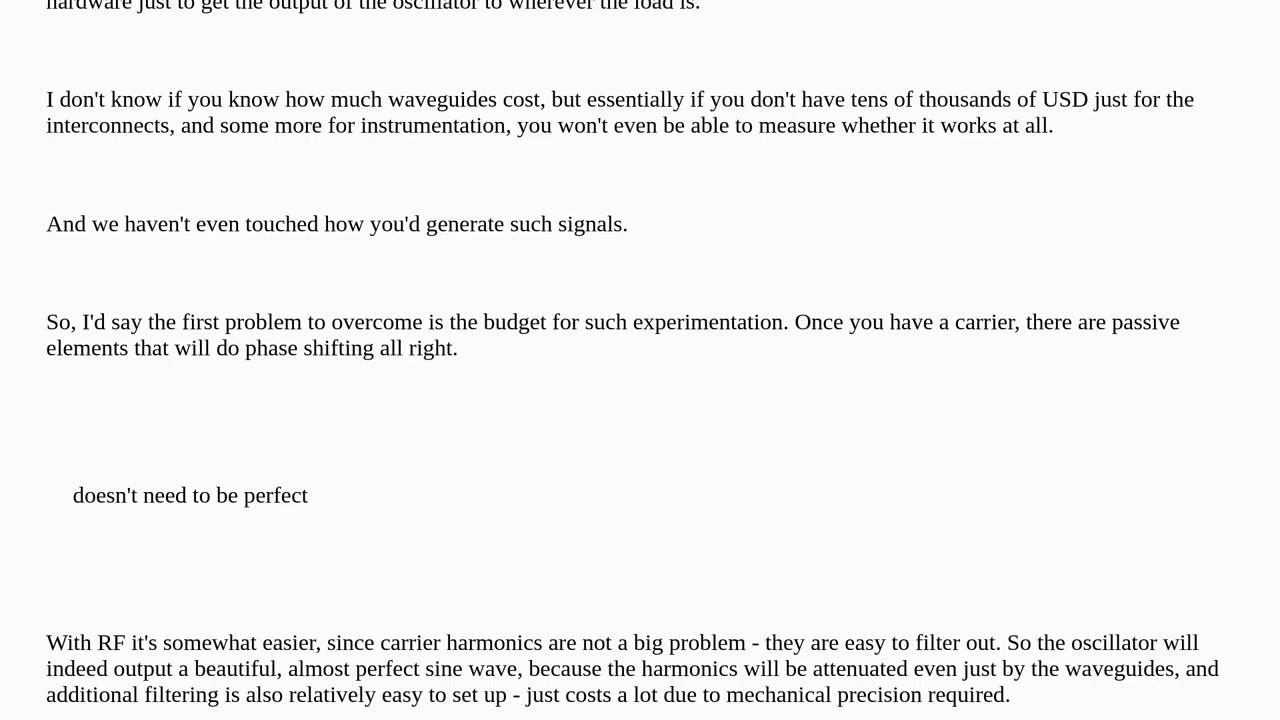 hardware just to get the output of the oscillator to wherever the load is.
I don't know if you know how much waveguides cost, but essentially if you don't have tens of thousands of USD just for the
interconnects, and some more for instrumentation, you won't even be able to measure whether it works at all.
And we haven't even touched how you'd generate such signals.
So, I'd say the first problem to overcome is the budget for such experimentation. Once you have a carrier, there are passive
elements that will do phase shifting all right.
doesn't need to be perfect
With RF it's somewhat easier, since carrier harmonics are not a big problem - they are easy to filter out. So the oscillator will
indeed output a beautiful, almost perfect sine wave, because the harmonics will be attenuated even just by the waveguides, and
additional filtering is also relatively easy to set up - just costs a lot due to mechanical precision required.